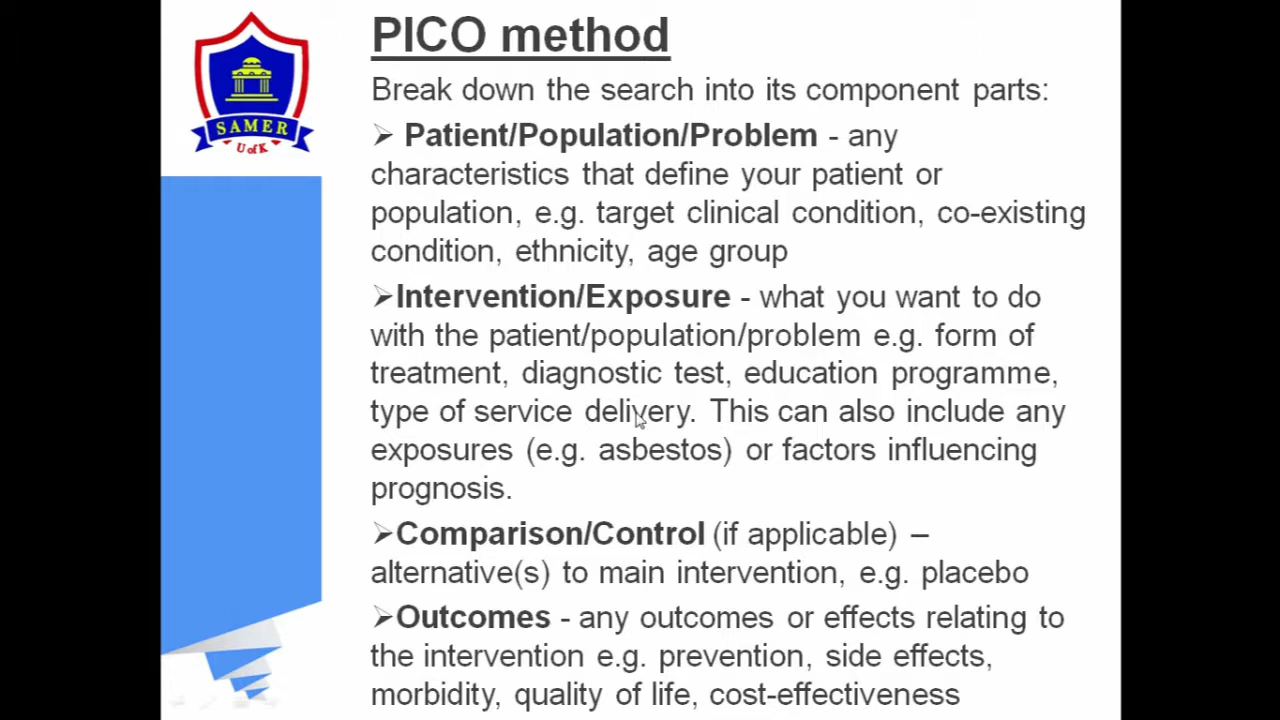 PICO method
Break down the search into its component parts:
➢ Patient/Population/Problem - any
characteristics that define your patient or
population, e.g. target clinical condition, co-existing
condition, ethnicity, age group
➢Intervention/Exposure - what you want to do
with the patient/population/problem e.g. form of
treatment, diagnostic test, education programme,
type of service delivery. This can also include any
exposures (e.g. asbestos) or factors influencing
prognosis.
➢Comparison/Control (if applicable) –
alternative(s) to main intervention, e.g. placebo
➢Outcomes - any outcomes or effects relating to
the intervention e.g. prevention, side effects,
morbidity, quality of life, cost-effectiveness
SAMER
U of K